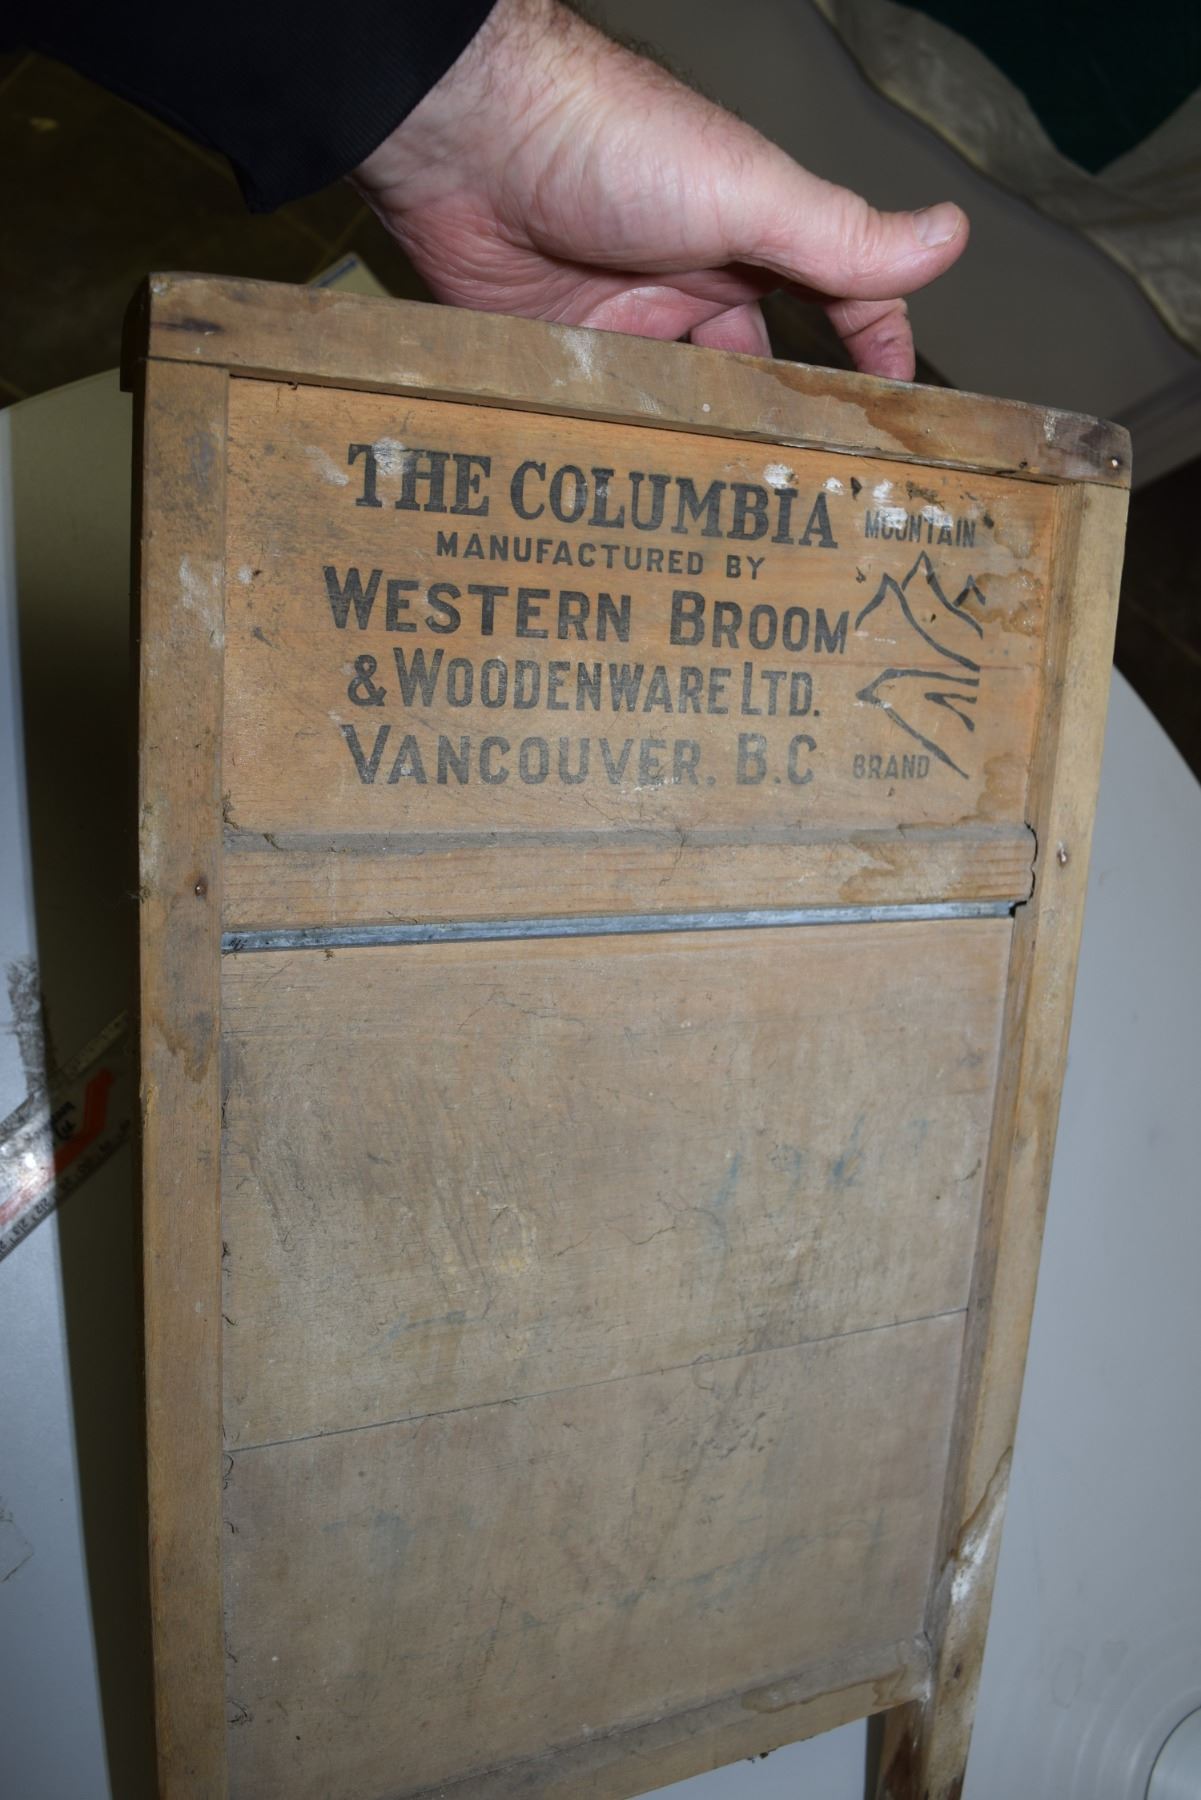 THE COLUMBIA
MANUFACTURED BY
WESTERN BROOM
& WOODENWARE LTD.
VANCOUVER. B.C
MOUNTAIN
BRAND